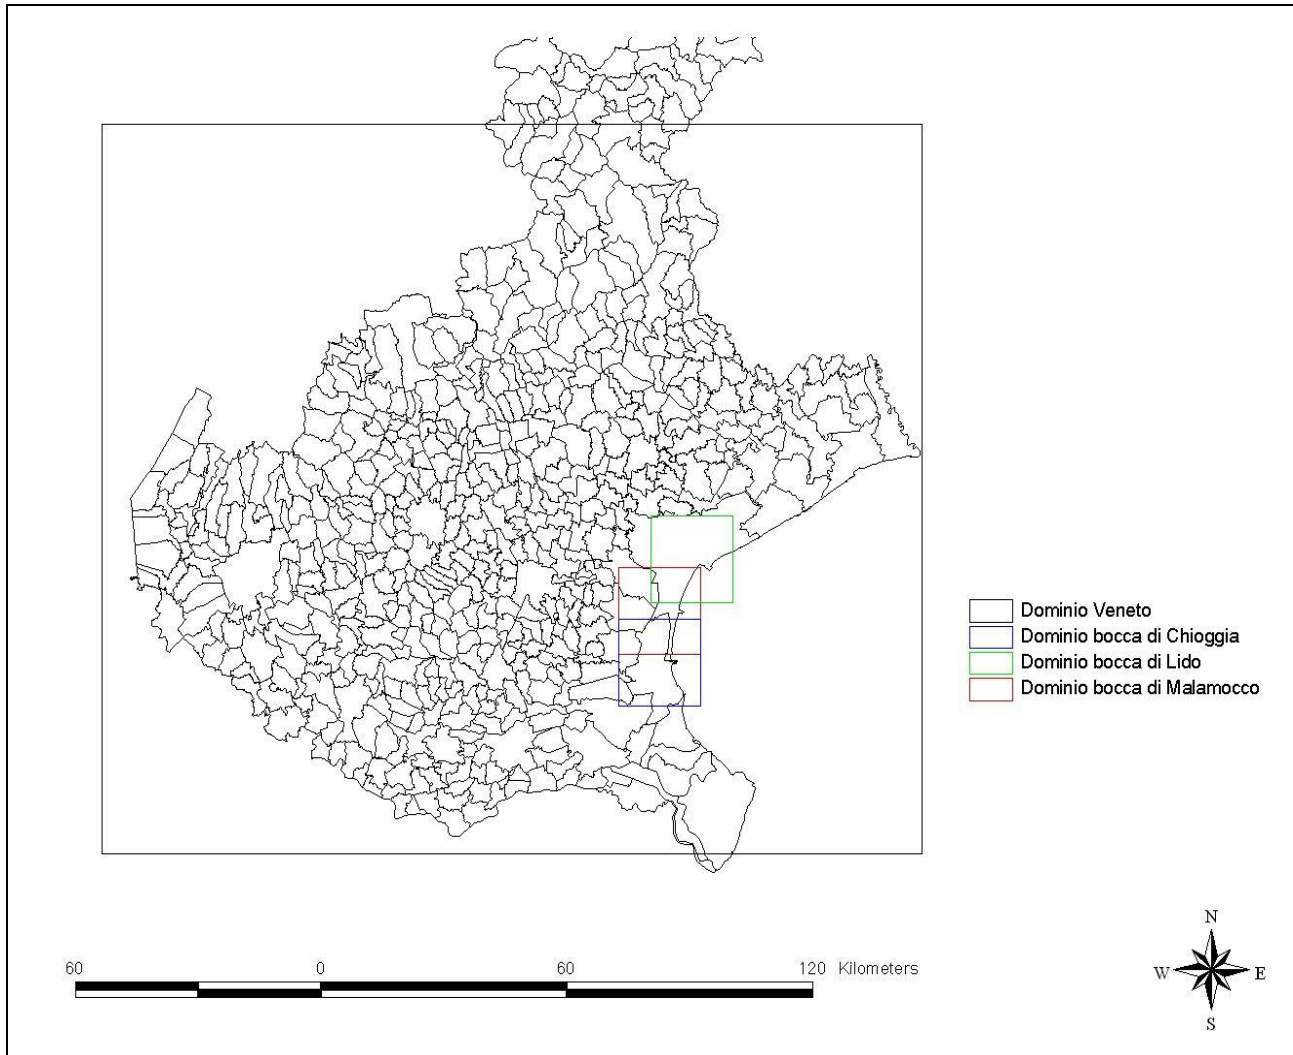 Dominio Veneto
Dominio bocca di Chioggia
Dominio bocca di Lido
Dominio bocca di Malamocco
60 0 60 120 Kilometers
N
W E
S